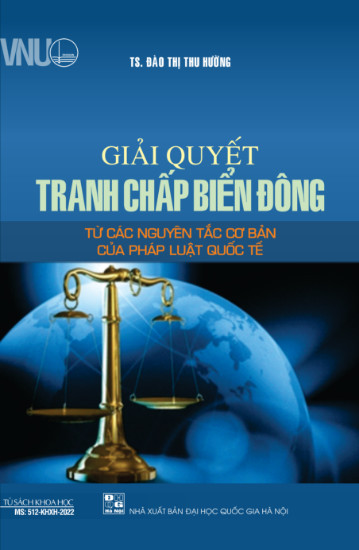 VNU
TS. ĐÀO THỊ THU HƯỜNG
GIẢI QUYẾT
TRANH CHẤP BIỂN ĐÔNG
TỪ CÁC NGUYÊN TẮC CƠ BẢN
CỦA PHÁP LUẬT QUỐC TẾ
TỦ SÁCH KHOA HỌC
MS: 512-KHXH-2022
NHÀ XUẤT BẢN ĐẠI HỌC QUỐC GIA HÀ NỘI